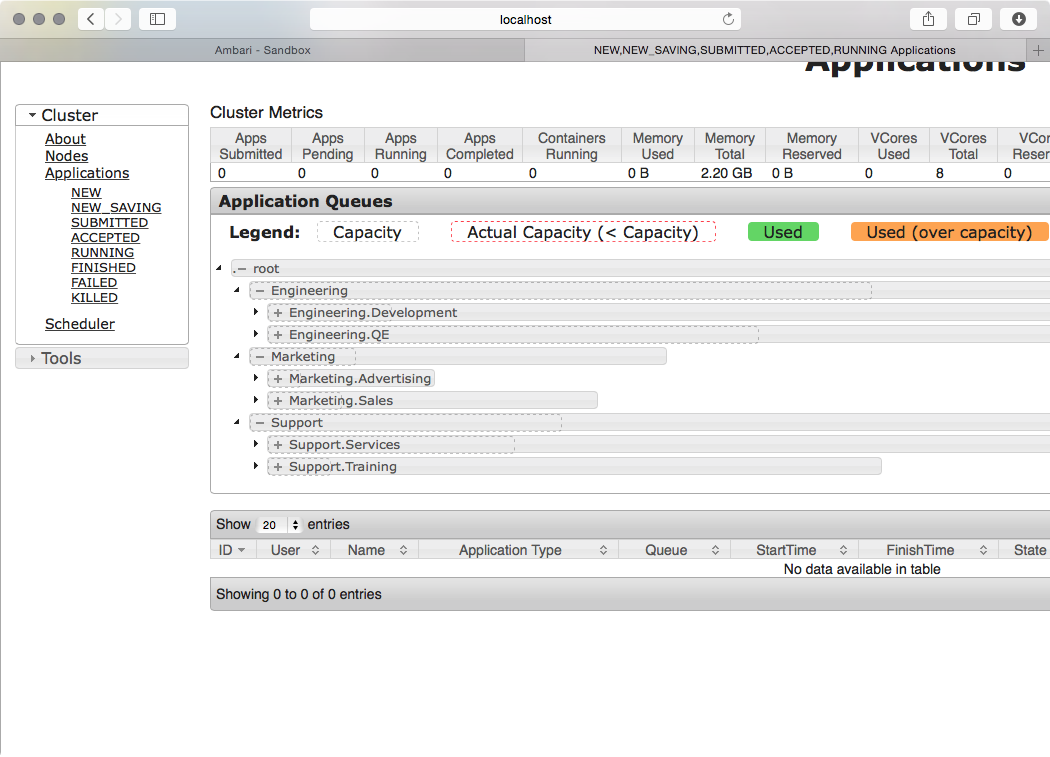 localhost
Ambari - Sandbox
NEW,NEW_SAVING,SUBMITTED,ACCEPTED,RUNNING Applications
Applications
Cluster
About
Nodes
Applications
NEW
NEW_SAVING
SUBMITTED
ACCEPTED
RUNNING
FINISHED
FAILED
KILLED
Scheduler
Tools
Cluster Metrics
Apps Submitted
Apps Pending
Apps Running
Apps Completed
Containers Running
Memory Used
Memory Total
Memory Reserved
VCores Used
VCores Total
VCor
Reser
0 0 0 0 0 0 B 2.20 GB 0 B 0 8 0
Application Queues
Legend: Capacity Actual Capacity (< Capacity) Used Used (over capacity)
.– root
– Engineering
+ Engineering.Development
+ Engineering.QE
– Marketing
+ Marketing.Advertising
+ Marketing.Sales
– Support
+ Support.Services
+ Support.Training
Show 20 entries
ID User Name Application Type Queue StartTime FinishTime State
No data available in table
Showing 0 to 0 of 0 entries